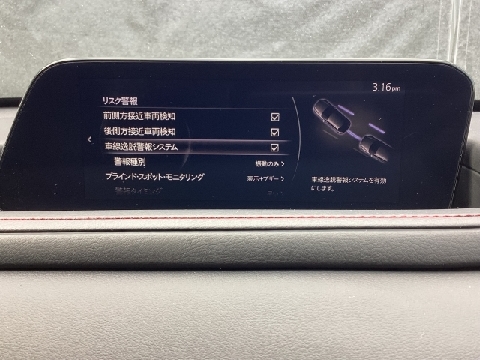 3.16pm
リスク警報
前側方接近車両検知
後側方接近車両検知
車線逸脱警報システム
警報種別 振動のみ
ブラインド・スポット・モニタリング
車線逸脱警報システムを有効
にします。